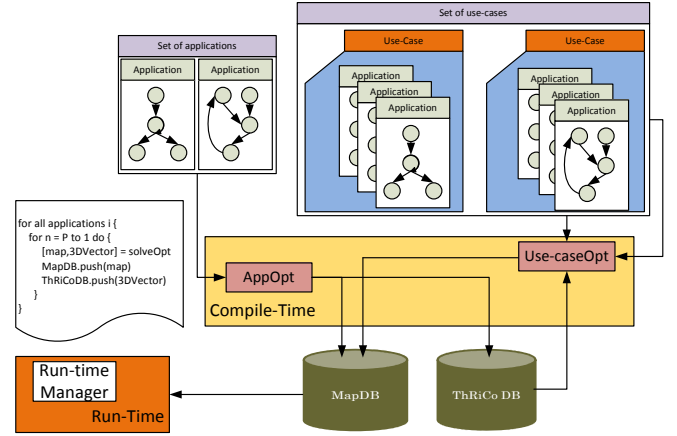 Set of use-cases
Set of applications
Use-Case
Use-Case
Application
Application
Application
Application
Application
Application
Application
Application
for all applications i {
for n = P to 1 do {
[map,3DVector] = solveOpt
MapDB.push(map)
ThRiCoDB.push(3DVector)
}
}
AppOpt
Use-caseOpt
Compile-Time
Run-time
Manager
Run-Time
MapDB
ThRiCo DB